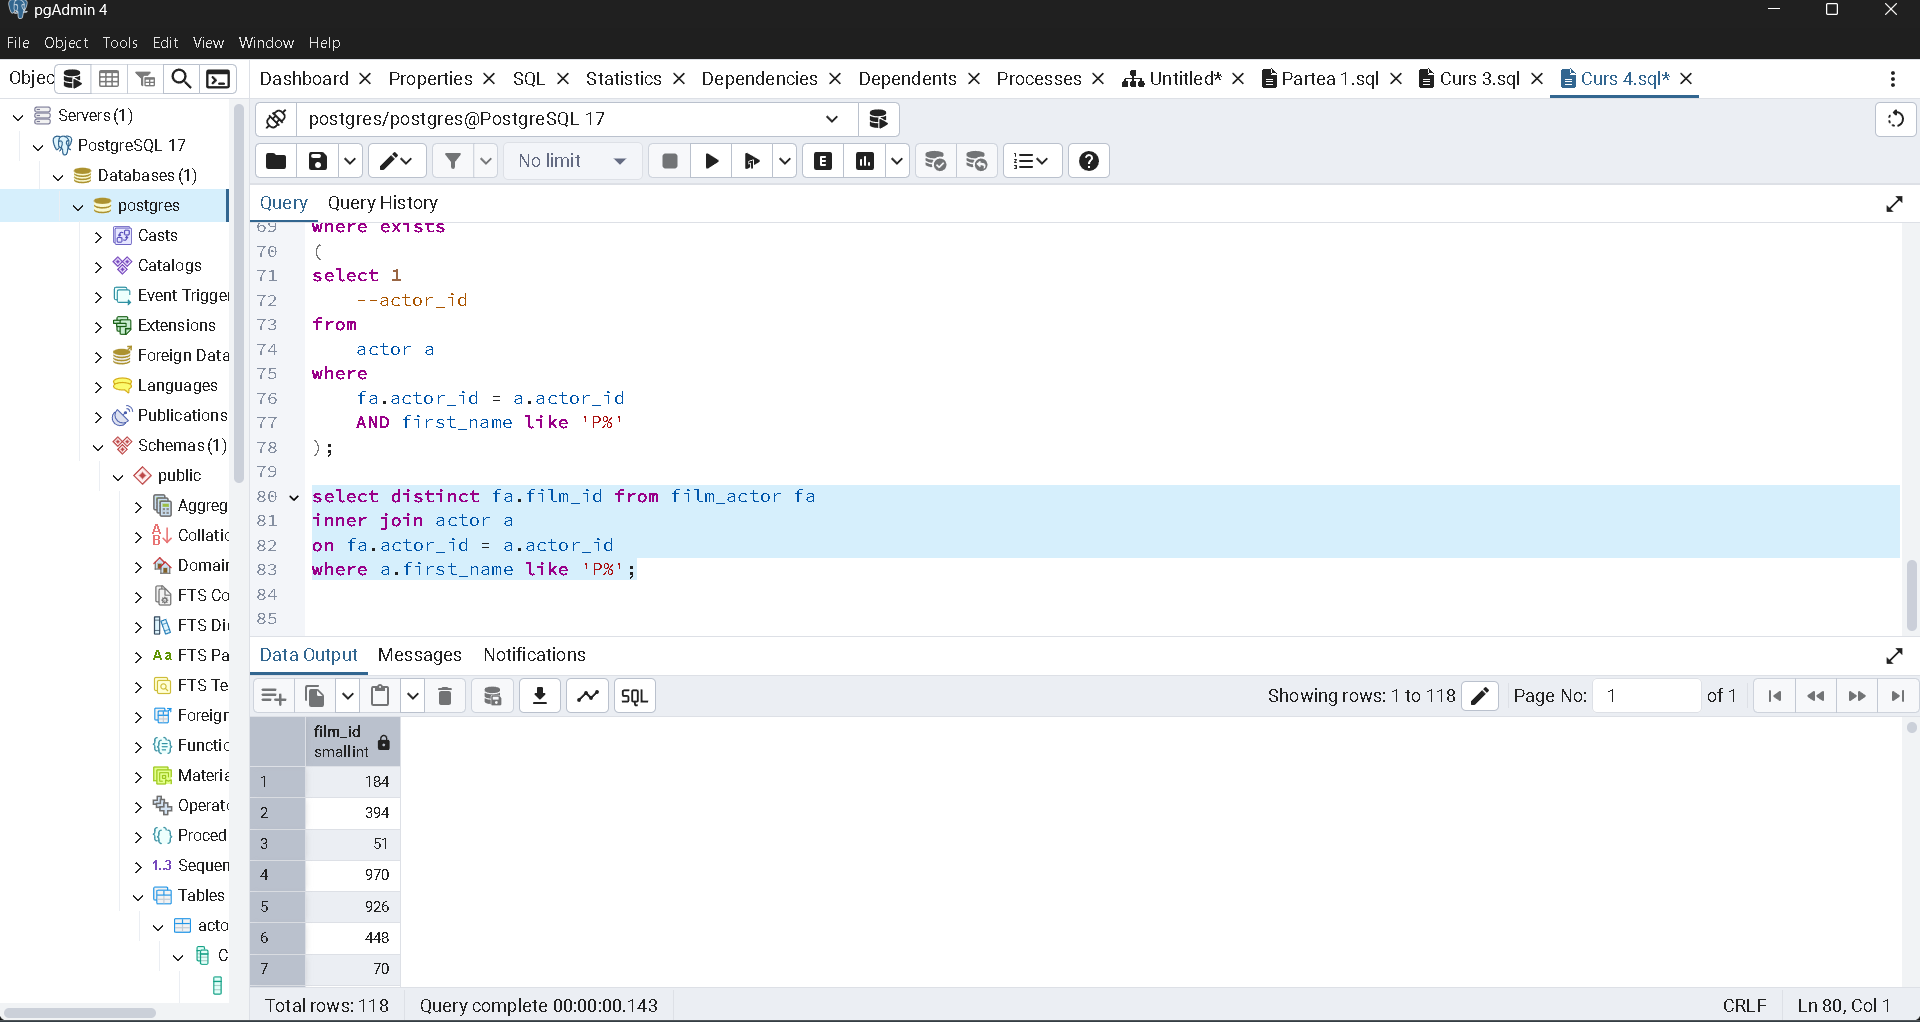 pgAdmin 4
File Object Tools Edit View Window Help
Objec
Dashboard Properties SQL Statistics Dependencies Dependents Processes Untitled* Partea 1.sql Curs 3.sql Curs 4.sql*
Servers (1)
PostgreSQL 17
Databases (1)
postgres
Casts
Catalogs
Event Trigger
Extensions
Foreign Data
Languages
Publications
Schemas (1)
public
Aggreg
Collatic
Domair
FTS Co
FTS Di
Aa FTS Pa
FTS Te
Foreigr
Functic
Materia
Operat
Proced
1..3 Sequen
Tables
acto
C
postgres/postgres@PostgreSQL 17
No limit
E
Query Query History
69 where exists
70 (
71 select 1
72 --actor_id
73 from
74 actor a
75 where
76 fa.actor_id = a.actor_id
77 AND first_name like 'P%'
78 );
79
80 select distinct fa.film_id from film_actor fa
81 inner join actor a
82 on fa.actor_id = a.actor_id
83 where a.first_name like 'P%';
84
85
Data Output Messages Notifications
SQL Showing rows: 1 to 118 Page No: 1 of 1
film_id
smallint
1 184
2 394
3 51
4 970
5 926
6 448
7 70
Total rows: 118 Query complete 00:00:00.143 CRLF Ln 80, Col 1